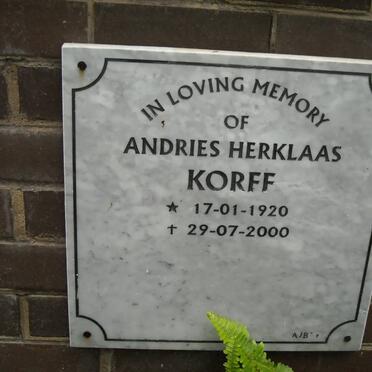 IN LOVING MEMORY
OF
ANDRIES HERKLAAS
KORFF
★ 17-01-1920
† 29-07-2000